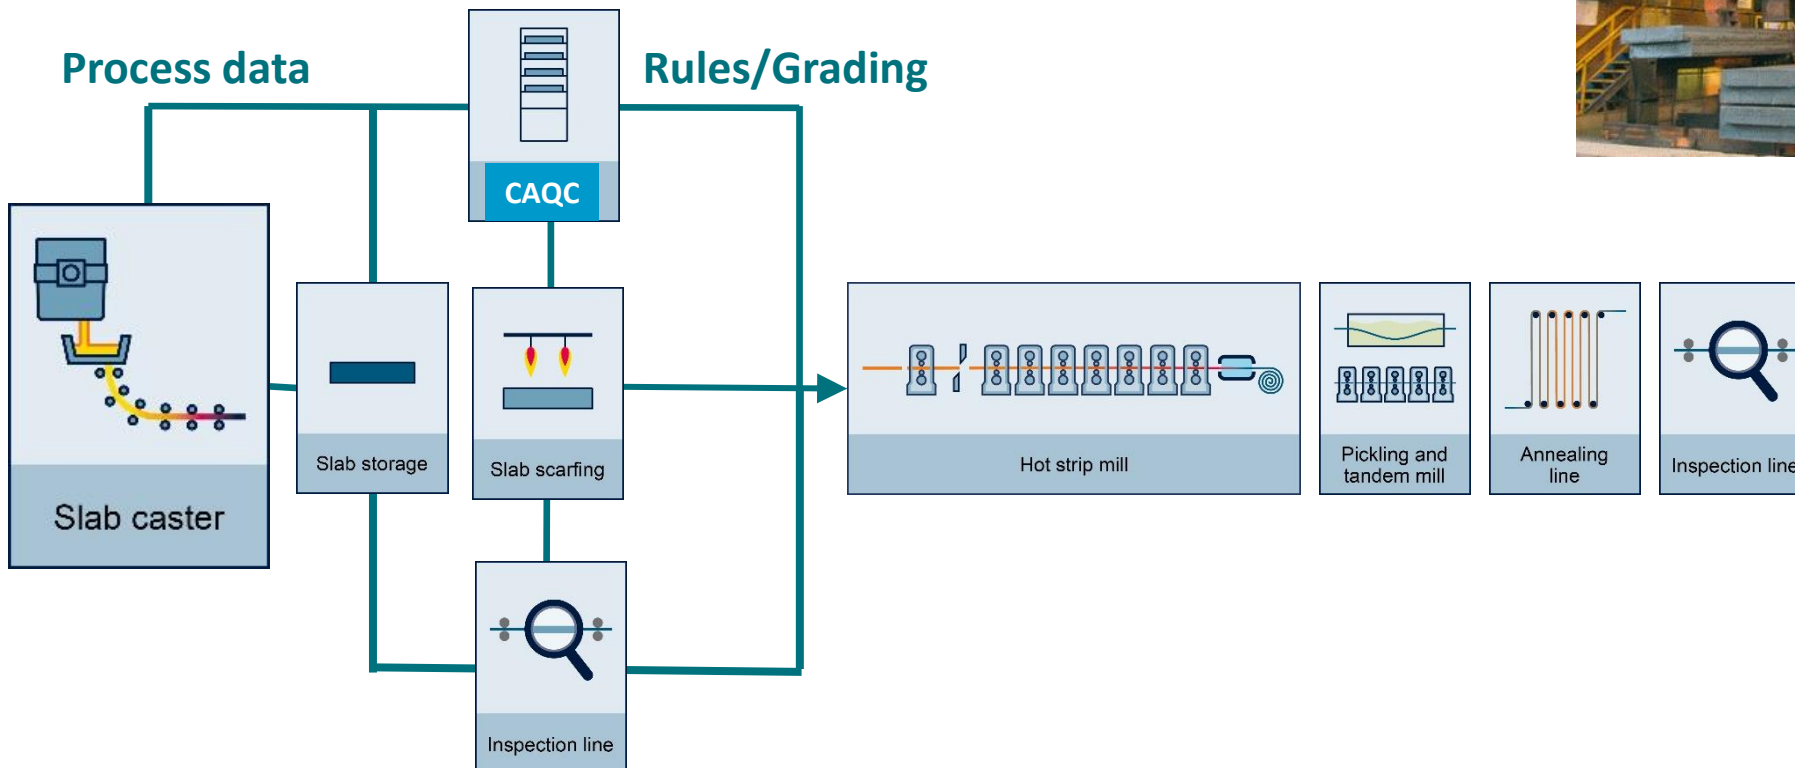 Process data
Rules/Grading
CAQC
Slab caster
Slab storage
Slab scarfing
Inspection line
Hot strip mill
Pickling and
tandem mill
Annealing
line
Inspection line